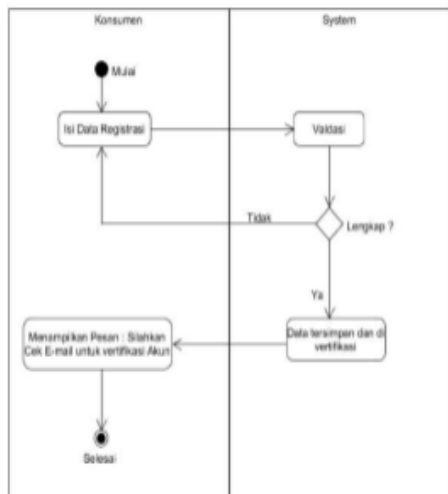 Konsumen
System
Mulai
Isi Data Registrasi
Valdasi
Tidak
Lengkap ?
Ya
Menampilkan Pesan : Silahkan
Cek E-mail untuk vertifikasi Akun
Data tersimpan dan di
vertifikasi
Selesai